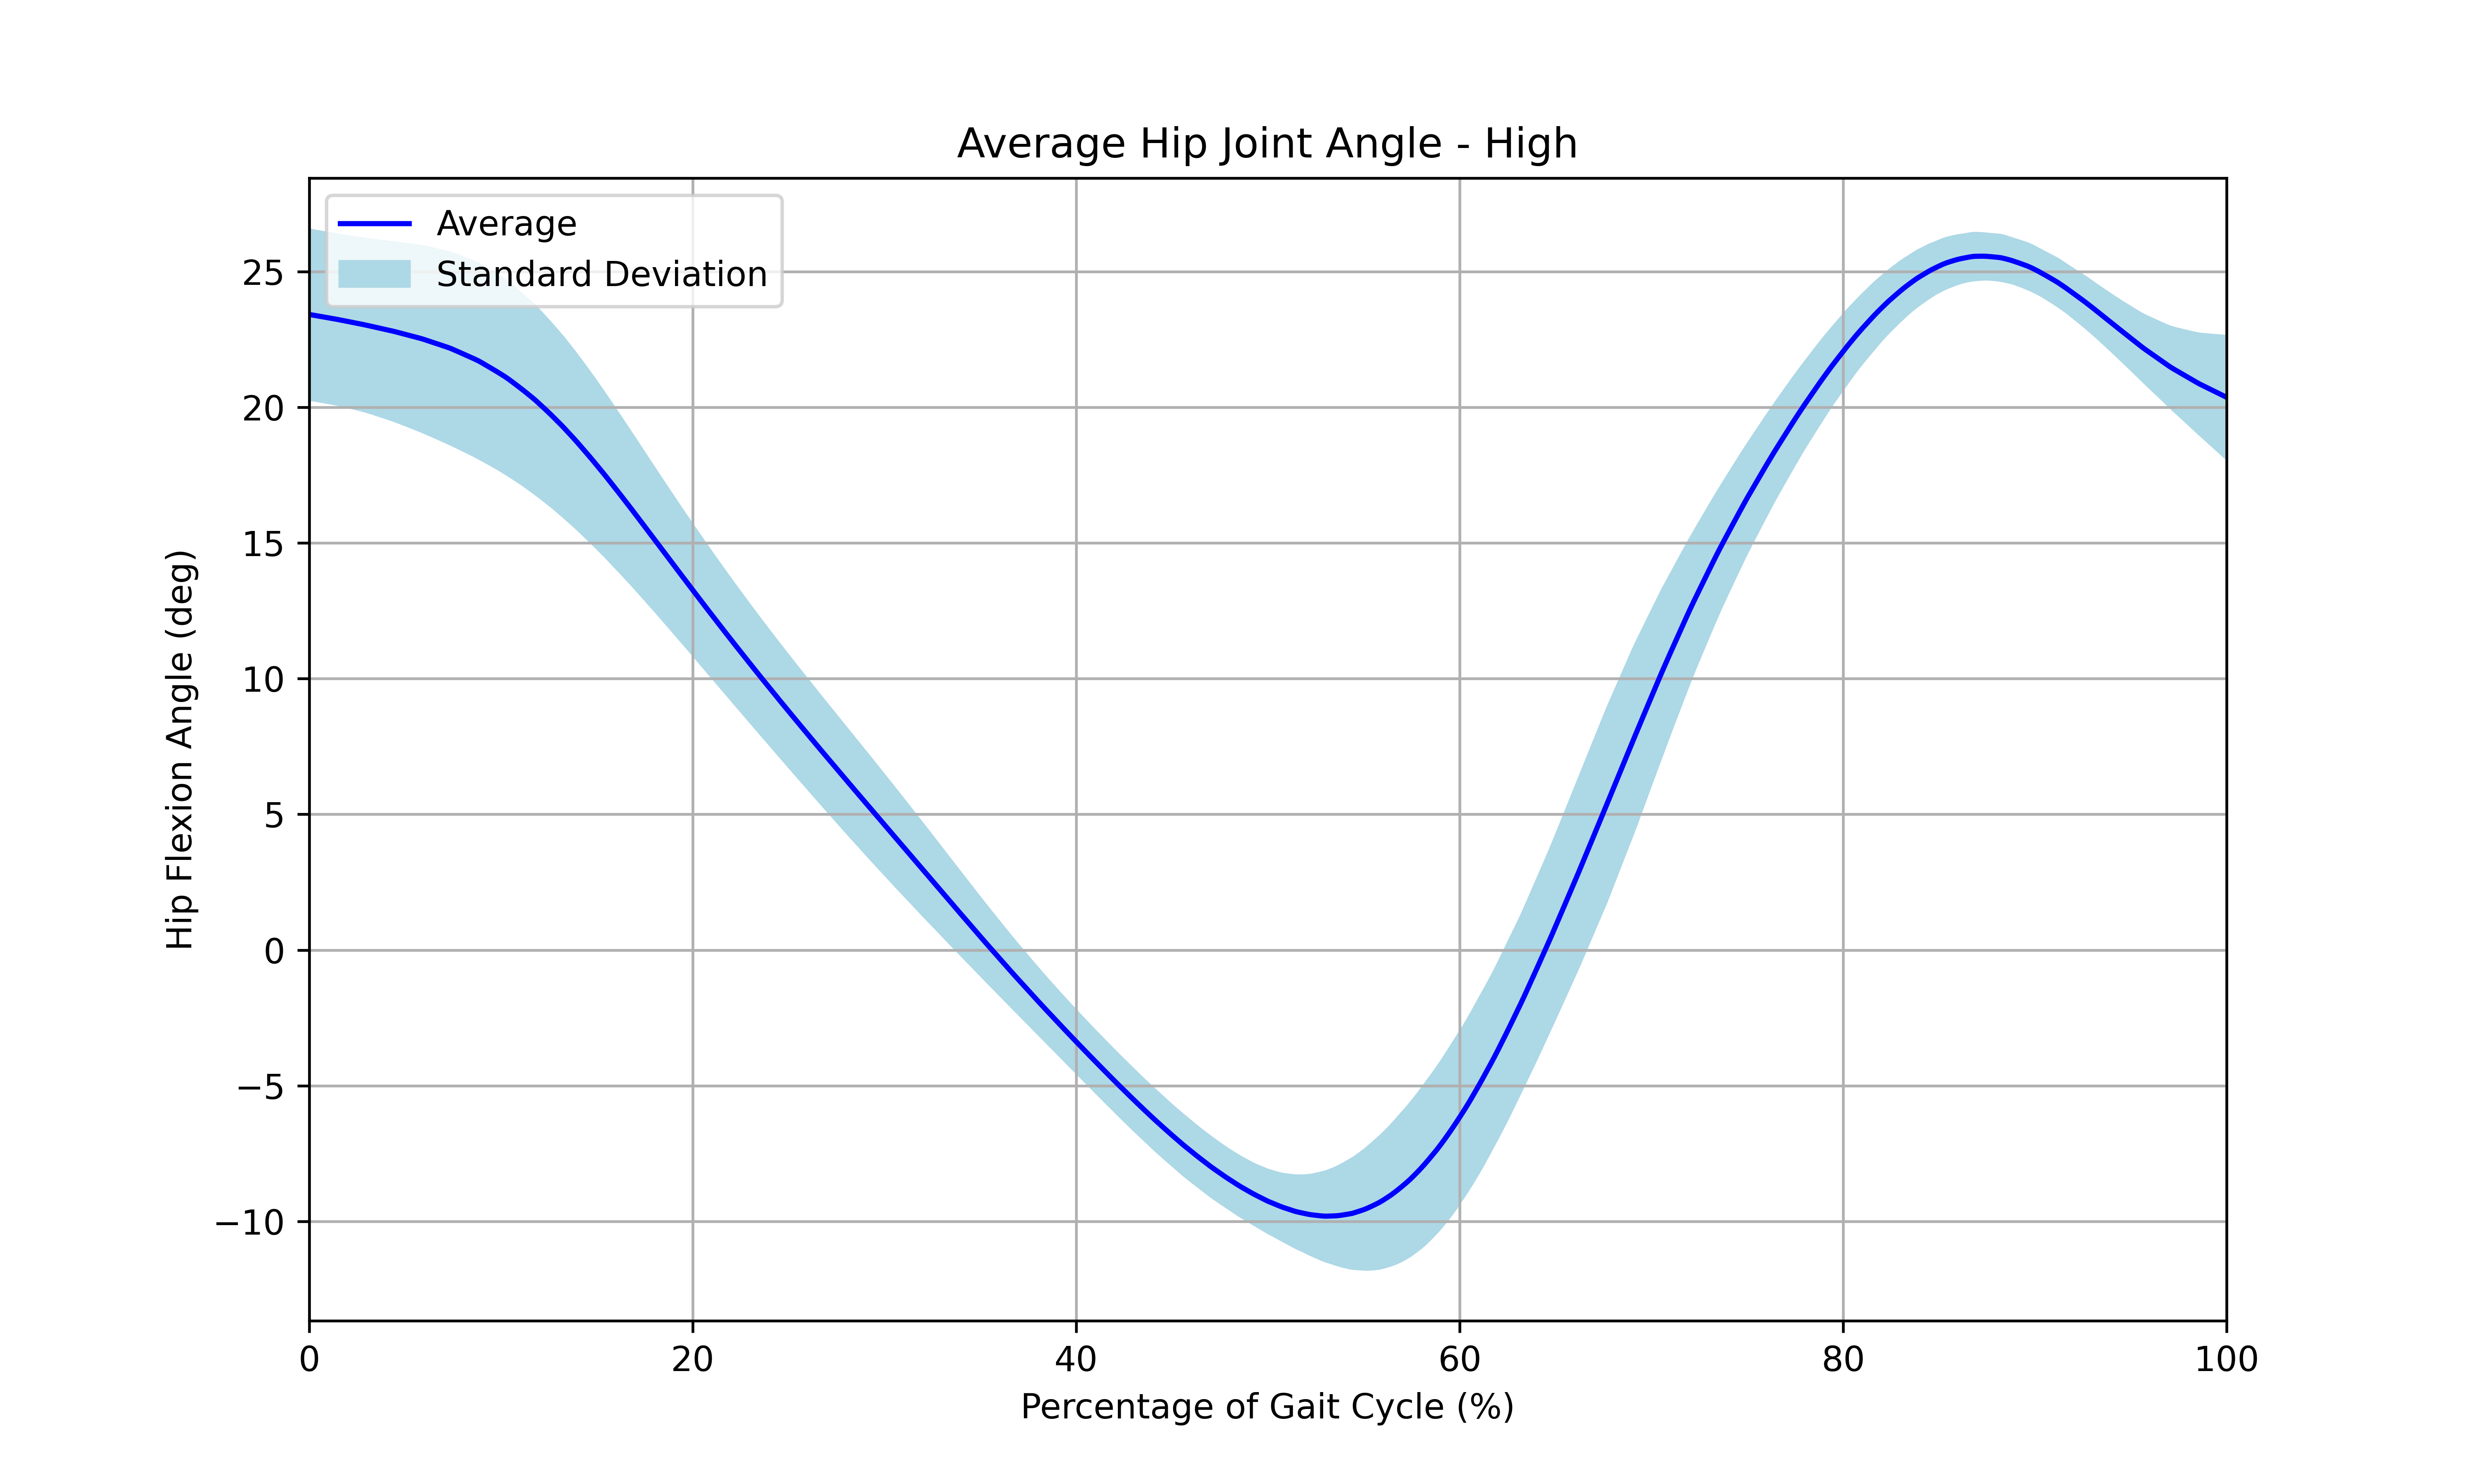 Average Hip Joint Angle - High
Average
Standard Deviation
Hip Flexion Angle (deg)
25
20
15
10
5
0
−5
−10
0 20 40 60 80 100
Percentage of Gait Cycle (%)